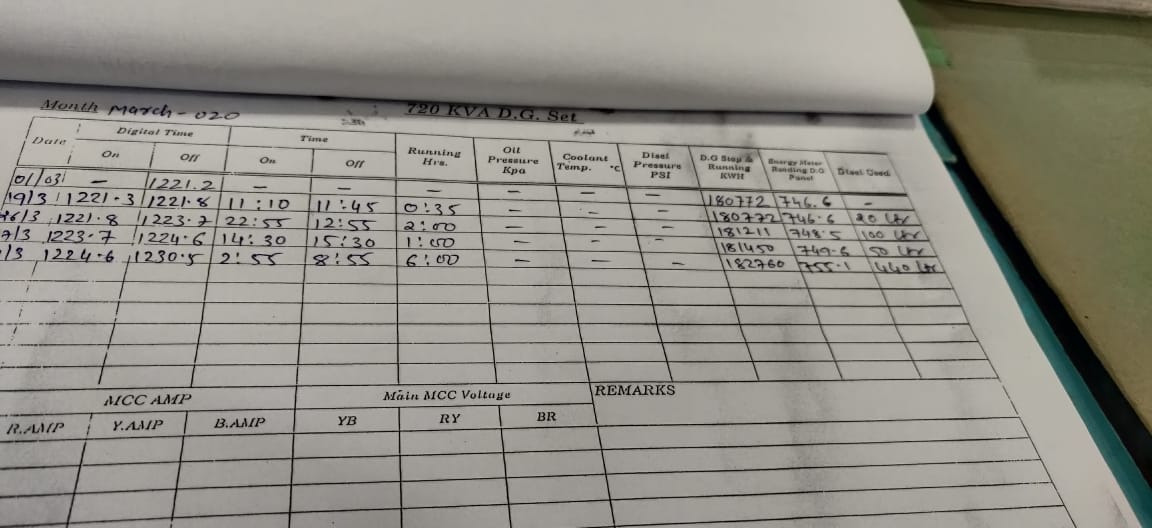 Month March-020 720 KVA D.G. Set
Date Digital Time Time Running Hrs. Oil Pressure Kpa Coolant Temp. °C Disel Pressure PSI D.G Stop & Running KWH Energy Meter Reading D.G Panel Disel Used
On Off On Off
01/03 - 1221.2 - - - - - - 180772 746.6 -
19/3 1221.3 1221.8 11:10 11:45 0:35 - - - 180772 746.6 20 Ltr
26/3 1221.8 1223.7 22:55 12:55 2:00 - - - 181211 748.5 100 Ltr
7/3 1223.7 1224.6 14:30 15:30 1:00 - - - 181450 749.6 50 Ltr
1/3 1224.6 1230.5 2:55 8:55 6:00 - - - 182760 755.1 440 Ltr
MCC AMP Main MCC Voltage REMARKS
R.AMP Y.AMP B.AMP YB RY BR